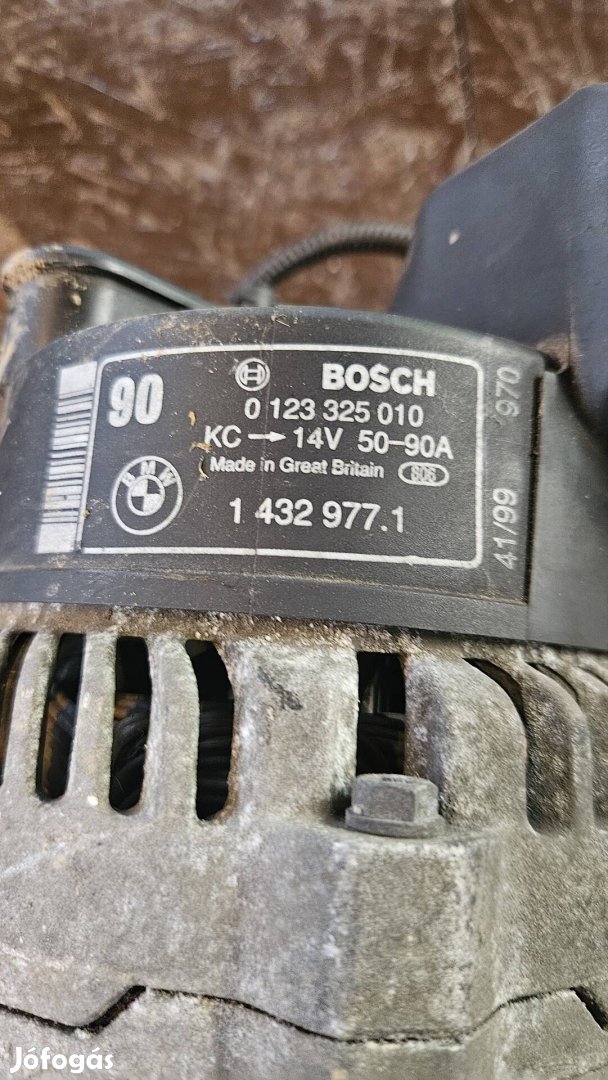 90
BOSCH
0 123 325 010
KC → 14V 50-90A
Made in Great Britain 806
BMW
1 432 977.1
41/99 970
Jófogás